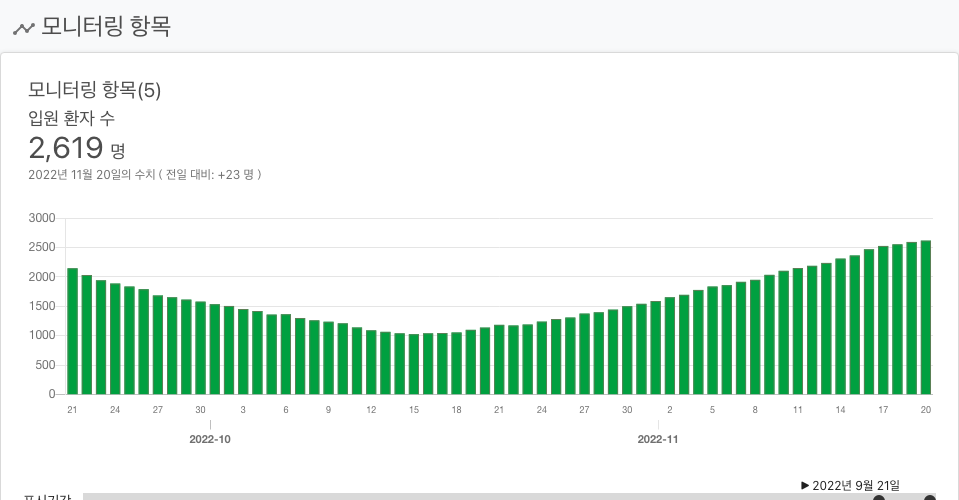 모니터링 항목
모니터링 항목(5)
입원 환자 수
2,619 명
2022년 11월 20일의 수치 ( 전일 대비: +23 명 )
3000
2500
2000
1500
1000
500
0
21 24 27 30 3 6 9 12 15 18 21 24 27 30 2 5 8 11 14 17 20
2022-10 2022-11
▶ 2022년 9월 21일
표시기간